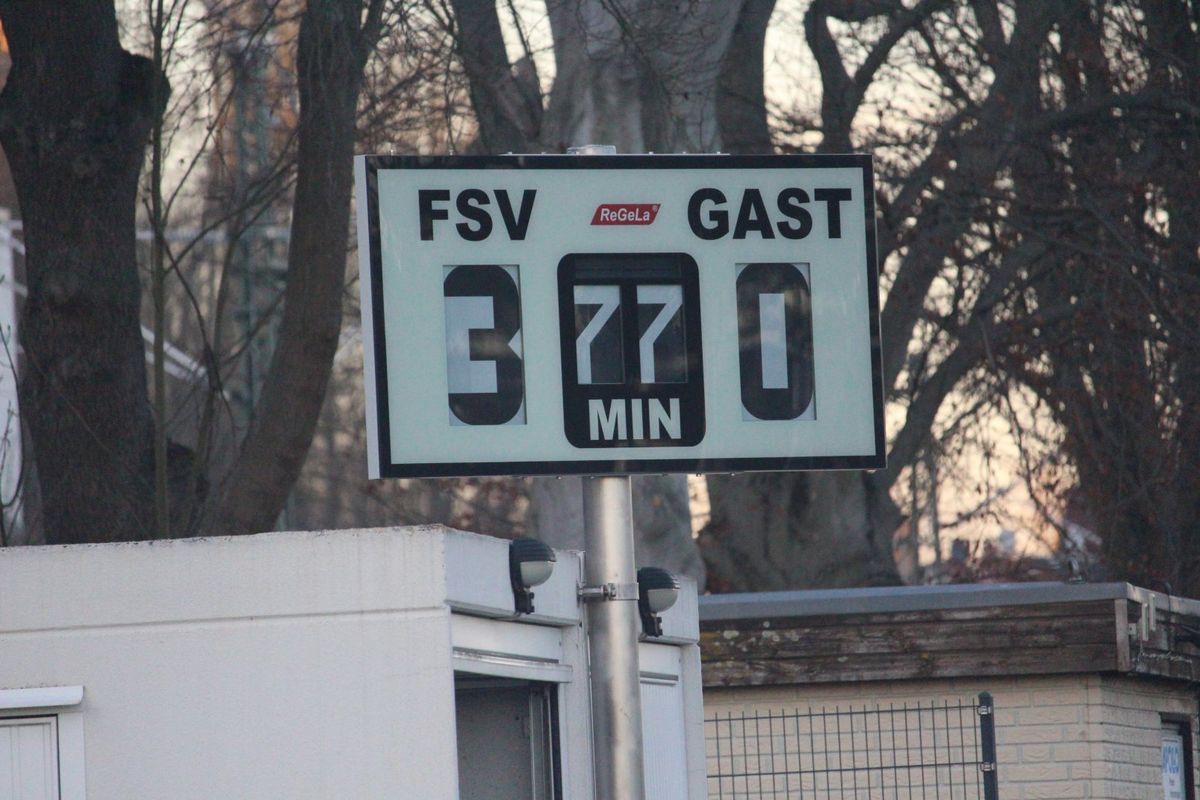 FSV ReGeLa® GAST
3 77 0
MIN